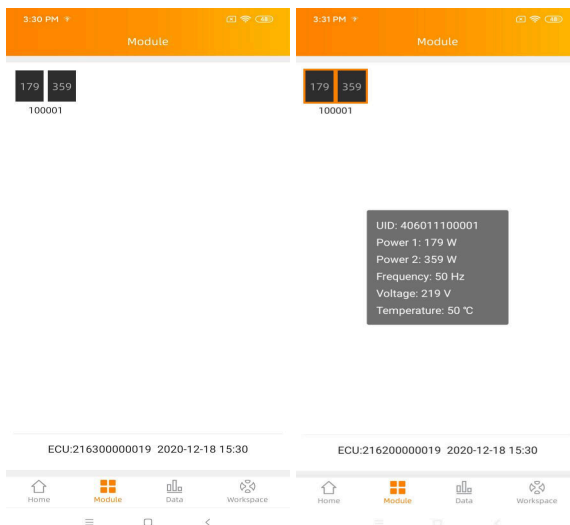 3:30 PM
48
Module
179 359
100001
ECU:216300000019 2020-12-18 15:30
Home Module Data Workspace
3:31 PM
48
Module
179 359
100001
UID: 406011100001
Power 1: 179 W
Power 2: 359 W
Frequency: 50 Hz
Voltage: 219 V
Temperature: 50 ℃
ECU:216200000019 2020-12-18 15:30
Home Module Data Workspace